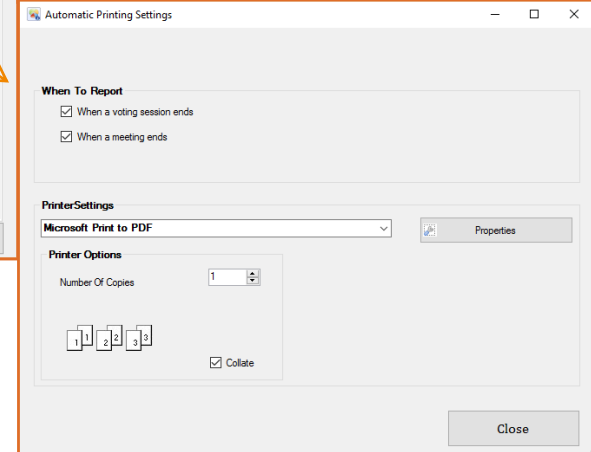 Automatic Printing Settings
When To Report
When a voting session ends
When a meeting ends
PrinterSettings
Microsoft Print to PDF
Properties
Printer Options
Number Of Copies 1
1 1 2 2 3 3
Collate
Close